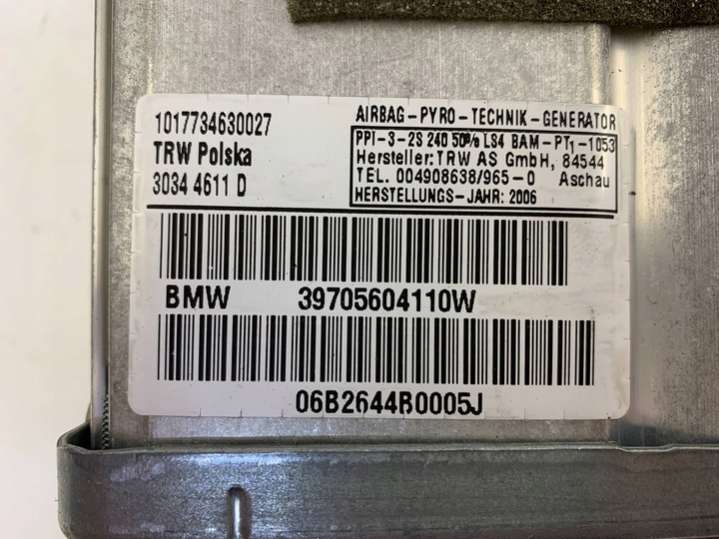 1017734630027
TRW Polska
3034 4611 D
AIRBAG-PYRO-TECHNIK-GENERATOR
PPI-3-2S 240 50% LS4 BAM-PT1-1053
Hersteller: TRW AS GmbH, 84544
TEL. 004908638/965-0 Aschau
HERSTELLUNGS-JAHR: 2006
BMW 39705604110W
06B2644B0005J